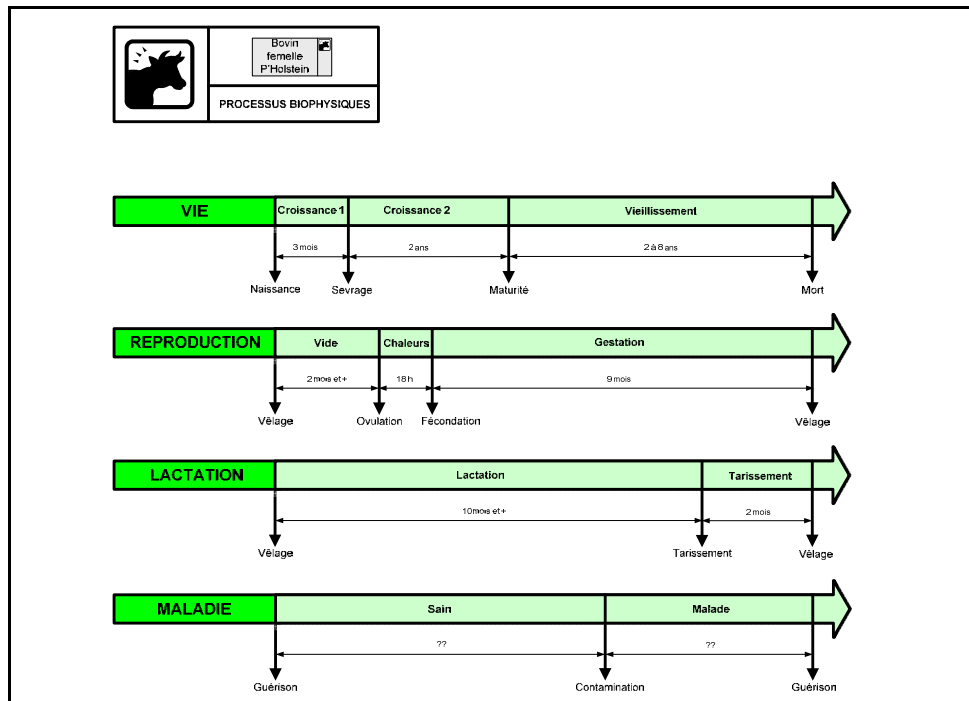 Bovin
femelle
P'Holstein
PROCESSUS BIOPHYSIQUES
VIE
Croissance 1
Croissance 2
Vieillissement
3 mois
2 ans
2 à 8 ans
Naissance
Sevrage
Maturité
Mort
REPRODUCTION
Vide
Chaleurs
Gestation
2 mois et+
18 h
9 mois
Vêlage
Ovulation
Fécondation
Vêlage
LACTATION
Lactation
Tarissement
10 mois et+
2 mois
Vêlage
Tarissement
Vêlage
MALADIE
Sain
Malade
??
??
Guérison
Contamination
Guérison